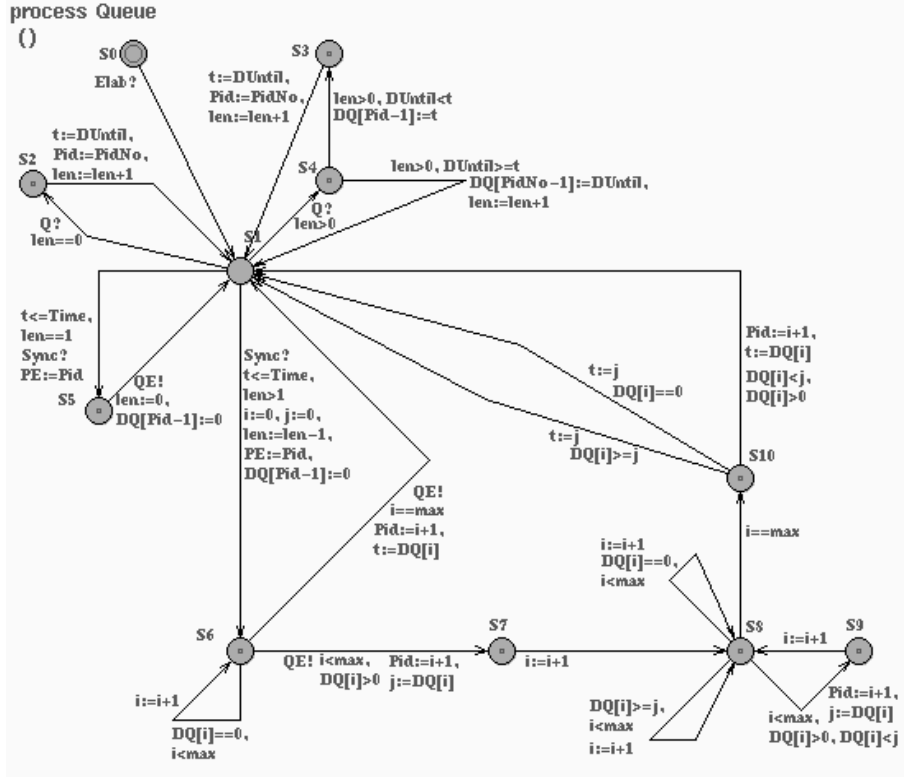 process Queue
()
S0
Elab?
S3
t:=DUntil,
Pid:=PidNo,
len:=len+1
len>0, DUntil<t
DQ[Pid-1]:=t
t:=DUntil,
Pid:=PidNo,
len:=len+1
S2
S4
len>0, DUntil>=t
DQ[PidNo-1]:=DUntil,
len:=len+1
Q?
len==0
Q?
len>0
S1
t<=Time,
len==1
Sync?
PE:=Pid
S5
QE!
len:=0,
DQ[Pid-1]:=0
Sync?
t<=Time,
len>1
i:=0, j:=0,
len:=len-1,
PE:=Pid,
DQ[Pid-1]:=0
t:=j
DQ[i]==0
t:=j
DQ[i]>=j
Pid:=i+1,
t:=DQ[i]
DQ[i]<j,
DQ[i]>0
S10
QE!
i==max
Pid:=i+1,
t:=DQ[i]
i==max
i:=i+1
DQ[i]==0,
i<max
S6
S7
S8
S9
i:=i+1
QE! i<max,
DQ[i]>0
Pid:=i+1,
j:=DQ[i]
i:=i+1
i:=i+1
DQ[i]==0,
i<max
DQ[i]>=j,
i<max
i:=i+1
Pid:=i+1,
i<max, j:=DQ[i]
DQ[i]>0, DQ[i]<j